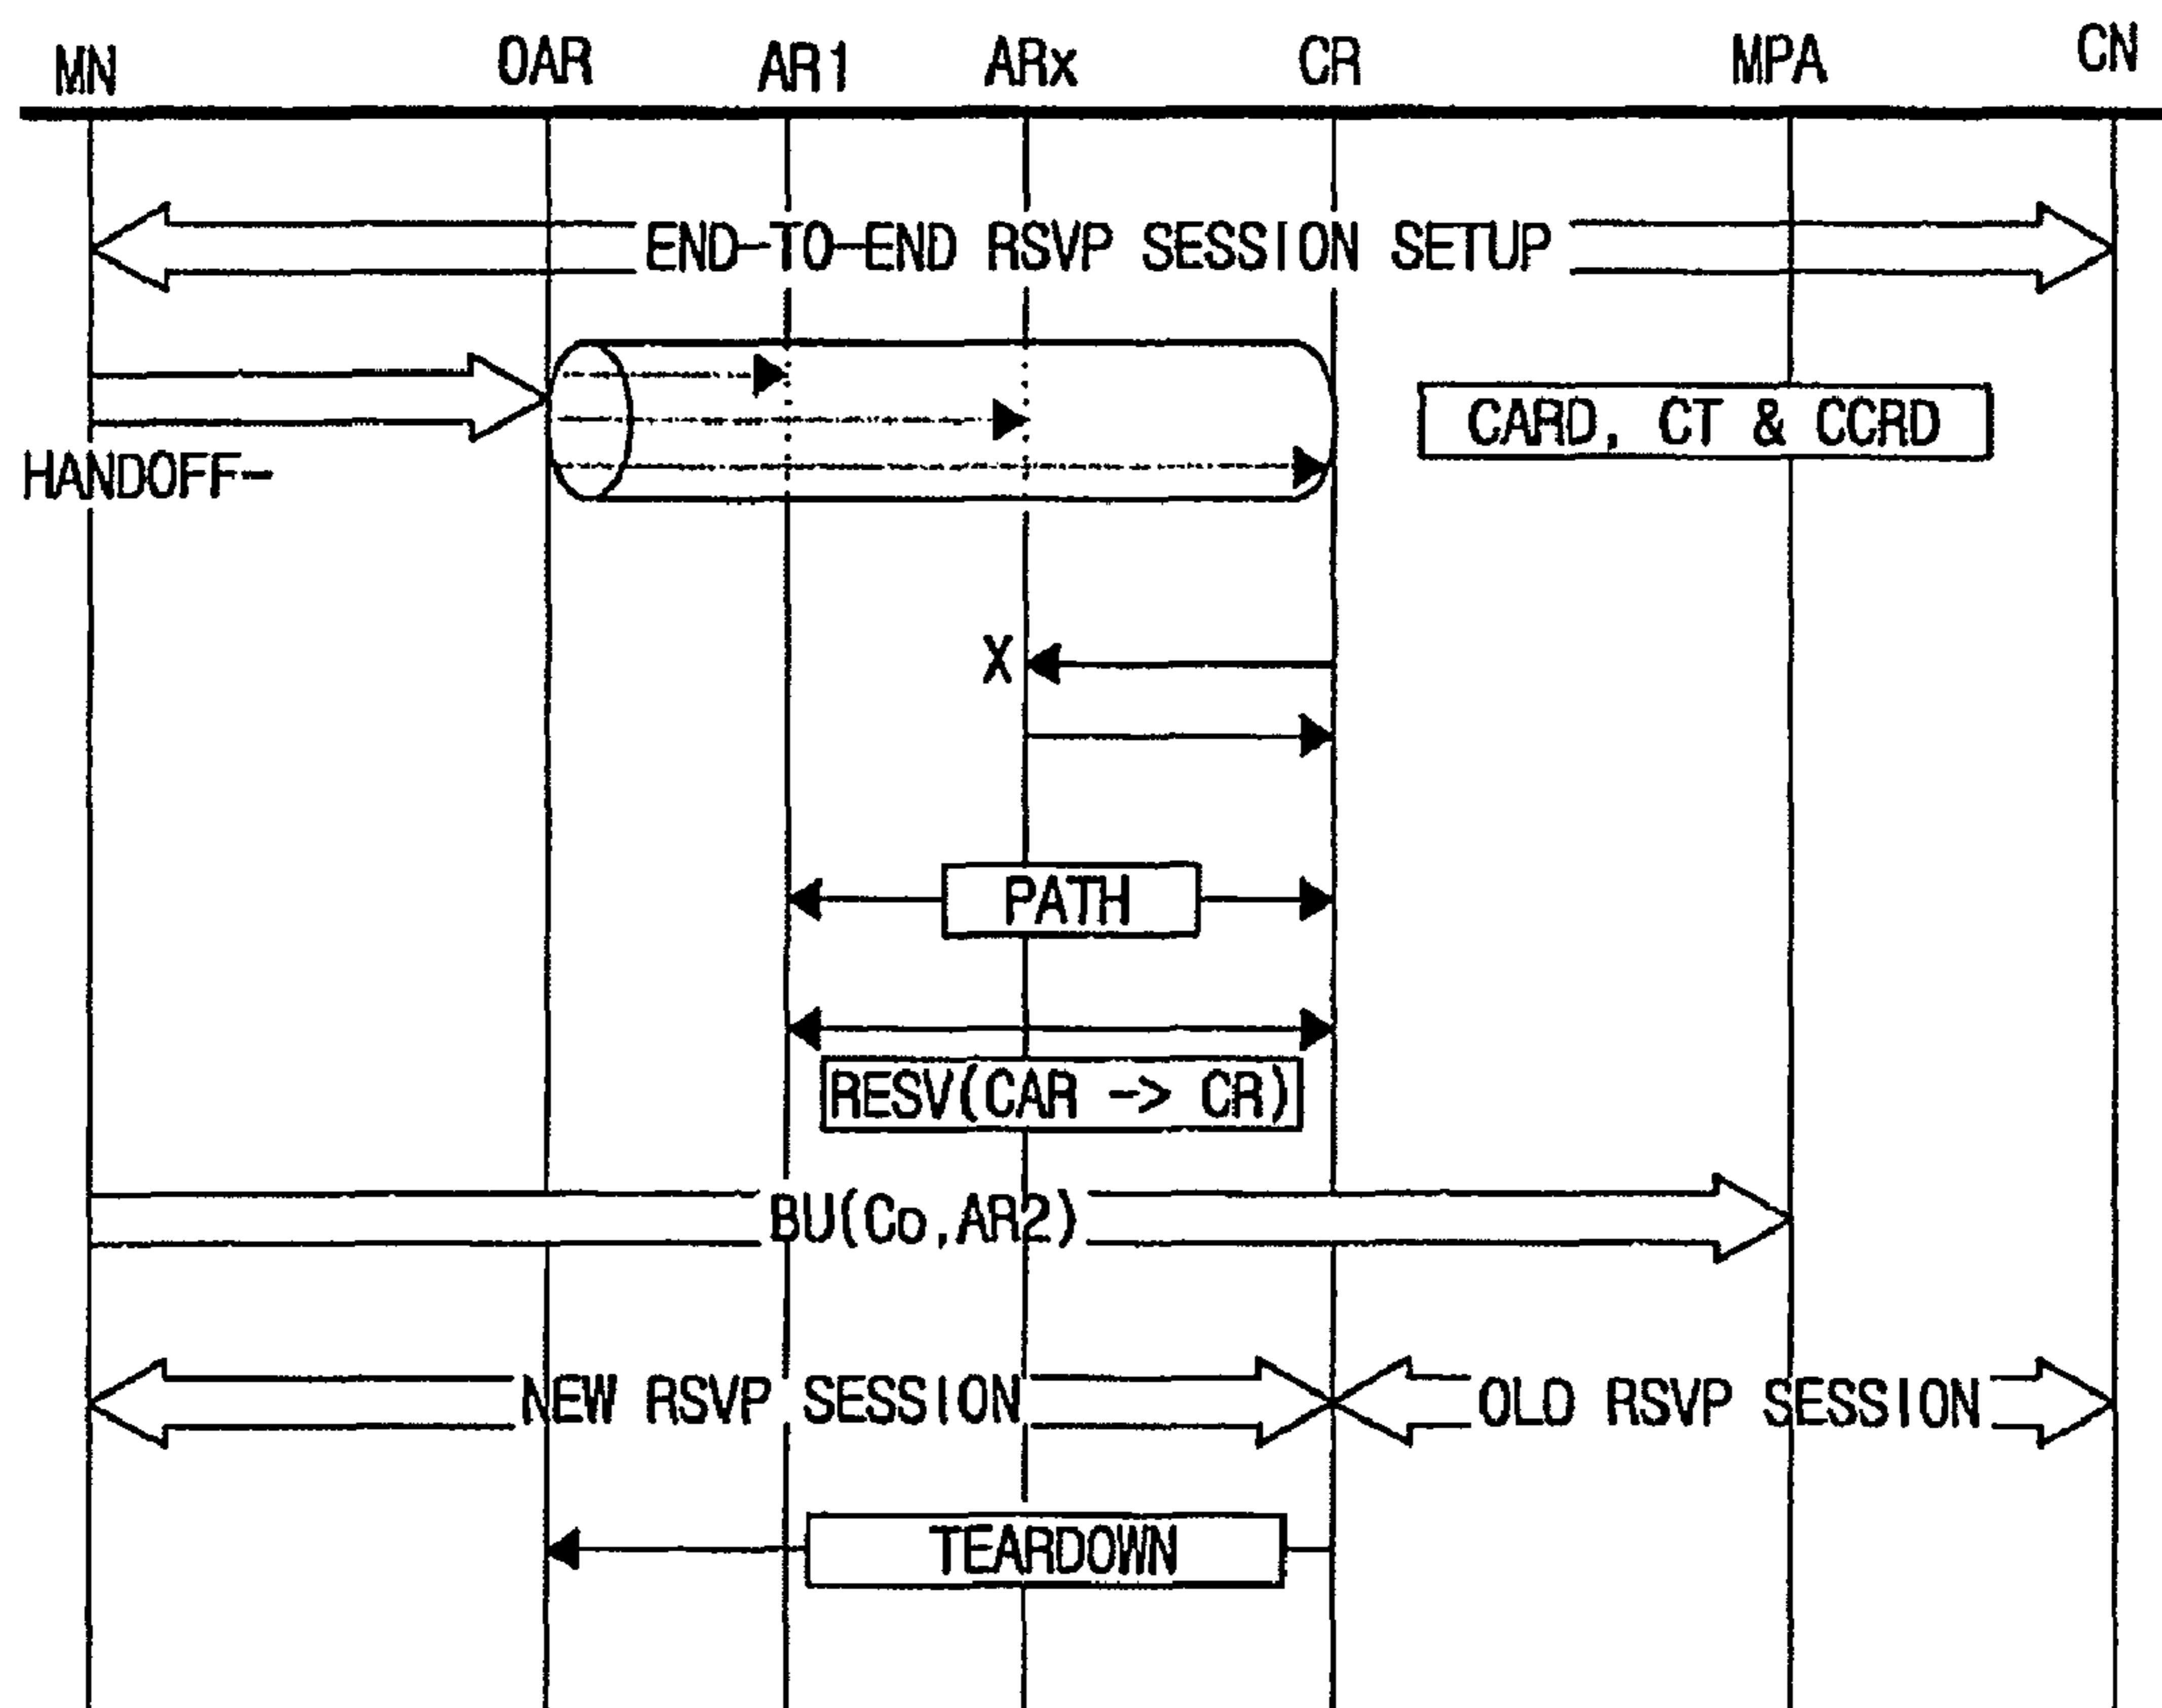 MN OAR AR1 ARx CR MPA CN
END-TO-END RSVP SESSION SETUP
CARD, CT & CCRD
HANDOFF-
X
PATH
RESV(CAR -> CR)
BU(Co,AR2)
NEW RSVP SESSION OLD RSVP SESSION
TEARDOWN